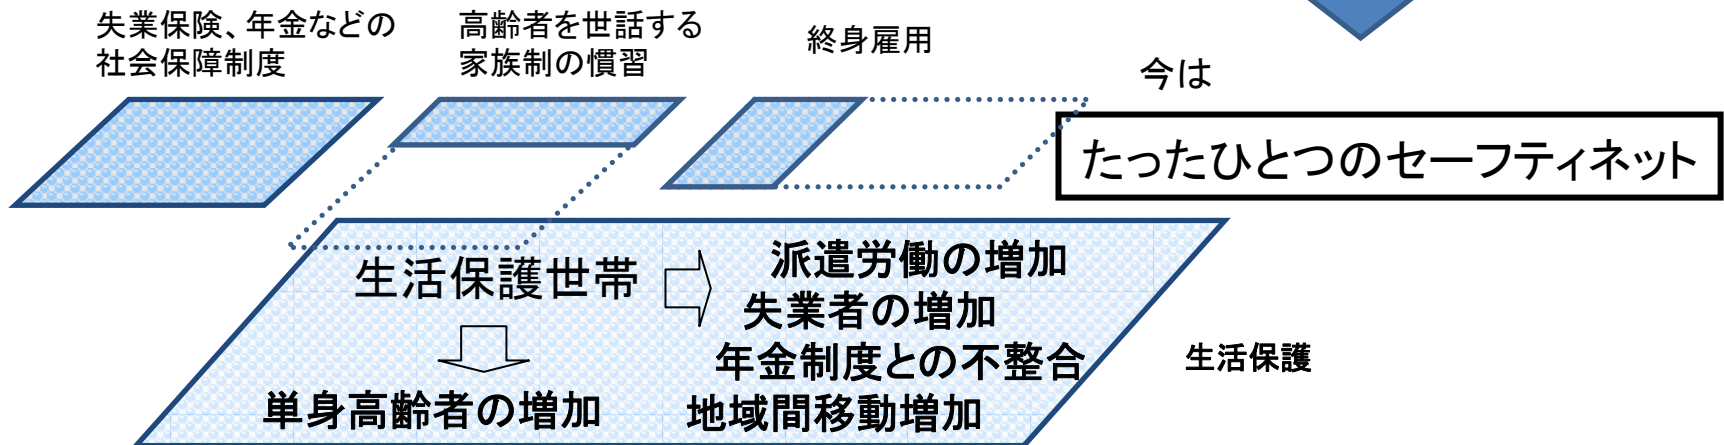 失業保険、年金などの
社会保障制度
高齢者を世話する
家族制の慣習
終身雇用
今は
たったひとつのセーフティネット
生活保護世帯
派遣労働の増加
失業者の増加
年金制度との不整合
地域間移動増加
単身高齢者の増加
生活保護